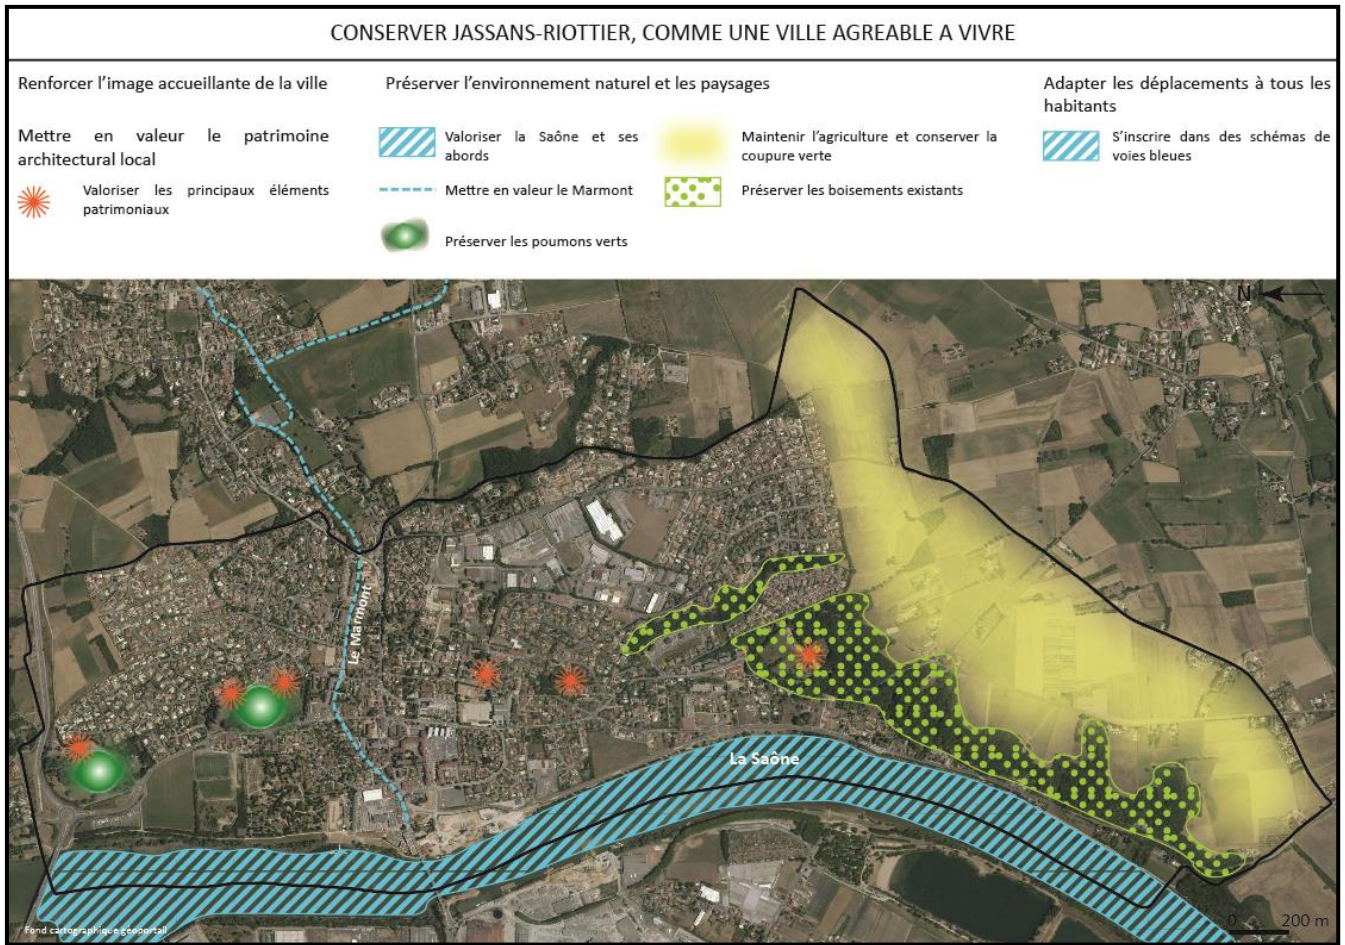 CONSERVER JASSANS-RIOTTIER, COMME UNE VILLE AGREABLE A VIVRE
Renforcer l'image accueillante de la ville
Mettre en valeur le patrimoine
architectural local
Valoriser les principaux éléments
patrimoniaux
Préserver l'environnement naturel et les paysages
Valoriser la Saône et ses
abords
Mettre en valeur le Marmont
Préserver les poumons verts
Maintenir l'agriculture et conserver la
coupure verte
Préserver les boisements existants
Adapter les déplacements à tous les
habitants
S'inscrire dans des schémas de
voies bleues
N
Le Marmont
La Saône
0 200 m
Fond cartographique géoportail